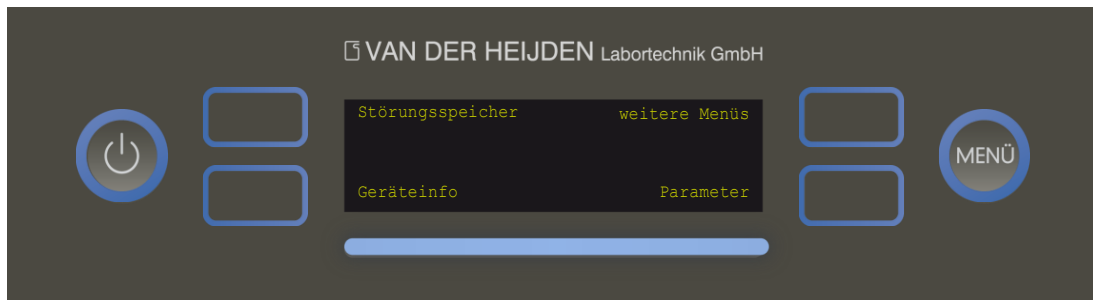 VAN DER HEIJDEN Labortechnik GmbH
Störungsspeicher weitere Menüs
MENÜ
Geräteinfo Parameter